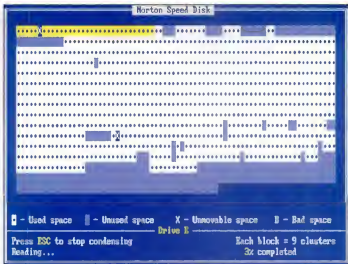 Norton Speed Disk
- Used space - Unused space X - Unmovable space B - Bad space
Drive E
Press ESC to stop condensing Each block = 9 clusters
Reading... 3% completed